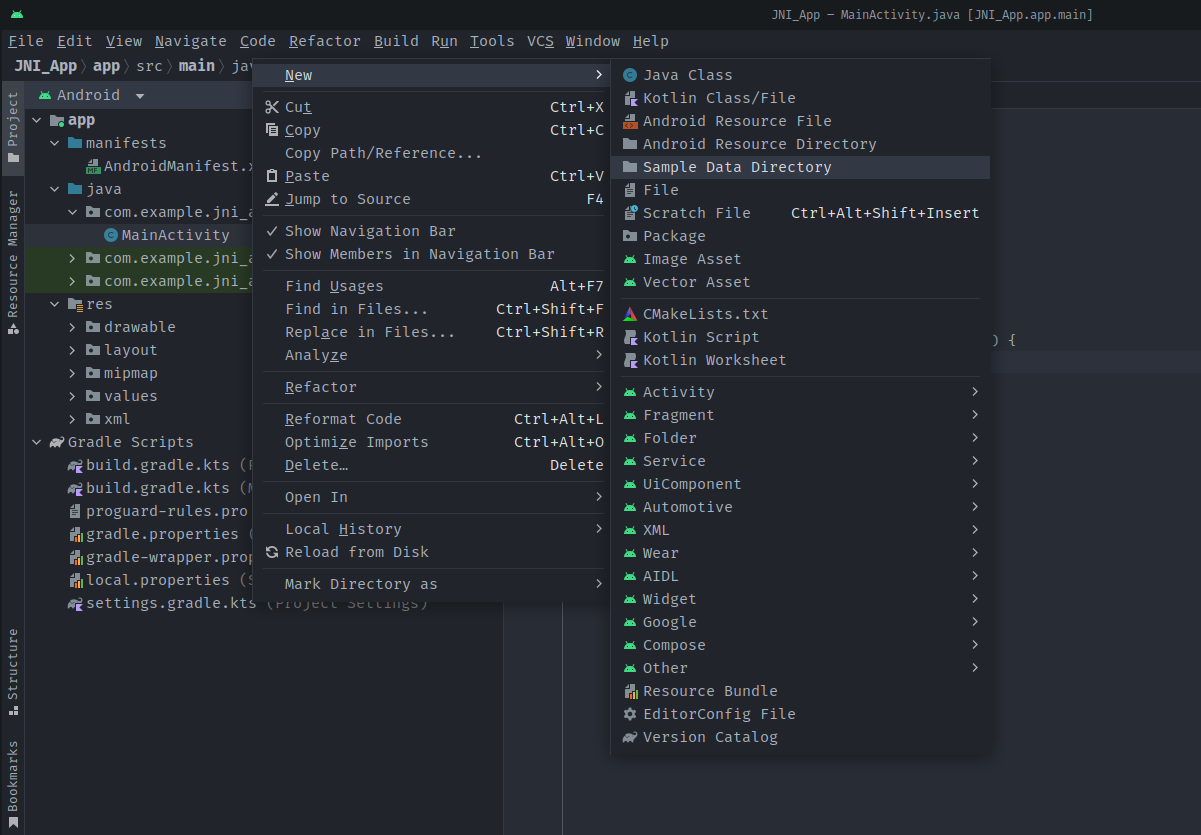 JNI_App – MainActivity.java [JNI_App.app.main]
File Edit View Navigate Code Refactor Build Run Tools VCS Window Help
JNI_App app src main
Project
Resource Manager
Structure
Bookmarks
Android
app
manifests
AndroidManifest.
java
com.example.jni_
MainActivity
com.example.jni_
com.example.jni_
res
drawable
layout
mipmap
values
xml
Gradle Scripts
build.gradle.kts
build.gradle.kts
proguard-rules.pro
gradle.properties (
gradle-wrapper.prop
local.properties (
settings.gradle.kts (Project Settings)
New
Cut Ctrl+X
Copy Ctrl+C
Copy Path/Reference...
Paste Ctrl+V
Jump to Source F4
Show Navigation Bar
Show Members in Navigation Bar
Find Usages Alt+F7
Find in Files... Ctrl+Shift+F
Replace in Files... Ctrl+Shift+R
Analyze
Refactor
Reformat Code Ctrl+Alt+L
Optimize Imports Ctrl+Alt+O
Delete… Delete
Open In
Local History
Reload from Disk
Mark Directory as
Java Class
Kotlin Class/File
Android Resource File
Android Resource Directory
Sample Data Directory
File
Scratch File Ctrl+Alt+Shift+Insert
Package
Image Asset
Vector Asset
CMakeLists.txt
Kotlin Script
Kotlin Worksheet
Activity
Fragment
Folder
Service
UiComponent
Automotive
XML
Wear
AIDL
Widget
Google
Compose
Other
Resource Bundle
EditorConfig File
Version Catalog
) {